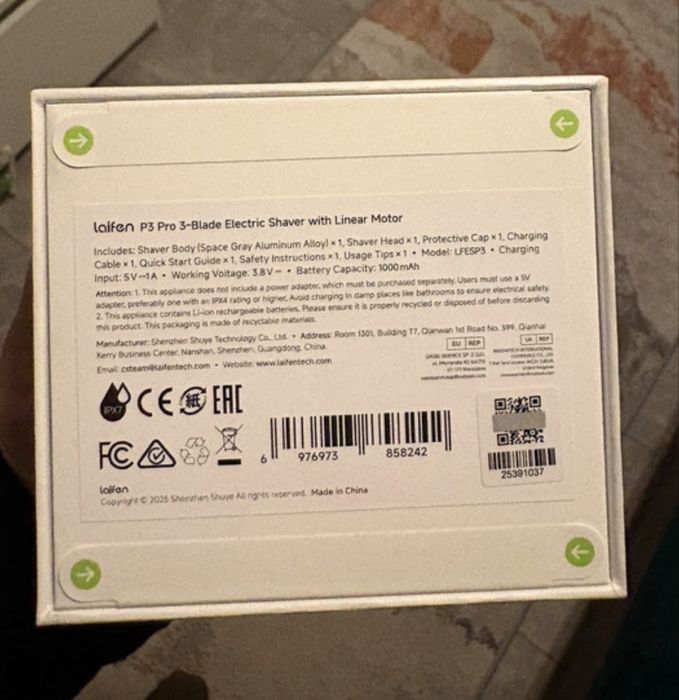 laifen P3 Pro 3-Blade Electric Shaver with Linear Motor
Includes: Shaver Body (Space Gray Aluminum Alloy) × 1, Shaver Head × 1, Protective Cap × 1, Charging
Cable × 1, Quick Start Guide × 1, Safety Instructions × 1, Usage Tips × 1 • Model: LFESP3 • Charging
Input: 5V⎓1A • Working Voltage: 3.8V⎓ • Battery Capacity: 1000mAh
Attention: 1. This appliance does not include a power adapter, which must be purchased separately. Users must use a 5V
adapter, preferably one with an IPX4 rating or higher. Avoid charging in damp places like bathrooms to ensure electrical safety.
2. This appliance contains Li-ion rechargeable batteries. Please ensure it is properly recycled or disposed of before discarding
this product. This packaging is made of recyclable materials.
Manufacturer: Shenzhen Shuye Technology Co., Ltd. • Address: Room 1301, Building T7, Qianwan 1st Road No. 399, Qianhai
Kerry Business Center, Nanshan, Shenzhen, Guangdong, China.
Email: csteam@laifentech.com • Website: www.laifentech.com
EU REP
UK REP
IPX7 CE 紙 EAC
FC
6 976973 858242
25391037
laifen
Copyright © 2025 Shenzhen Shuye All rights reserved. Made in China